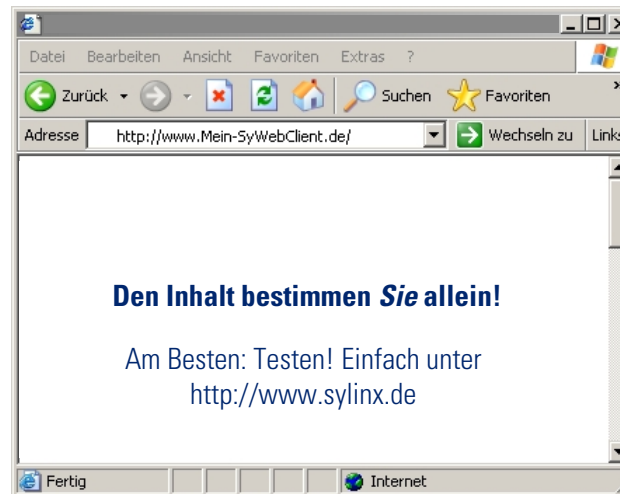 Datei Bearbeiten Ansicht Favoriten Extras ?
Zurück Suchen Favoriten »
Adresse http://www.Mein-SyWebClient.de/ Wechseln zu Links
Den Inhalt bestimmen Sie allein!
Am Besten: Testen! Einfach unter
http://www.sylinx.de
Fertig Internet